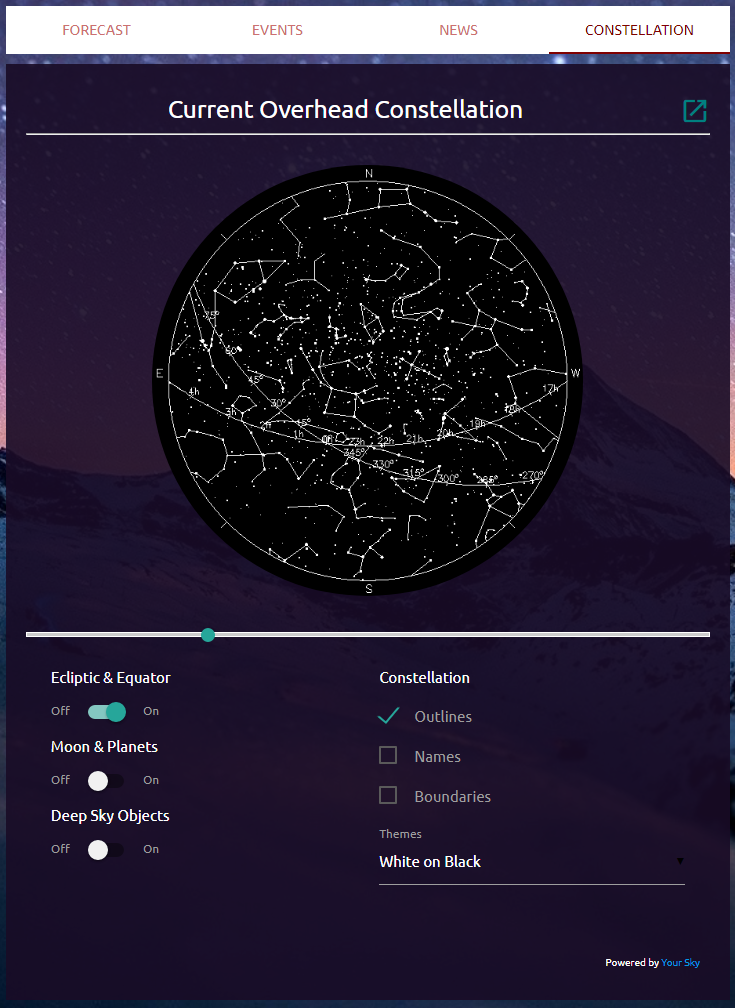 FORECAST EVENTS NEWS CONSTELLATION
Current Overhead Constellation
N
75°
60°
E
W
45°
4h
17h
30°
3h
18h
15°
2h
19h
1h
20h
0h
23h
22h
21h
345°
330°
315°
300°
285°
270°
S
Ecliptic & Equator
Off On
Moon & Planets
Off On
Deep Sky Objects
Off On
Constellation
Outlines
Names
Boundaries
Themes
White on Black
Powered by Your Sky